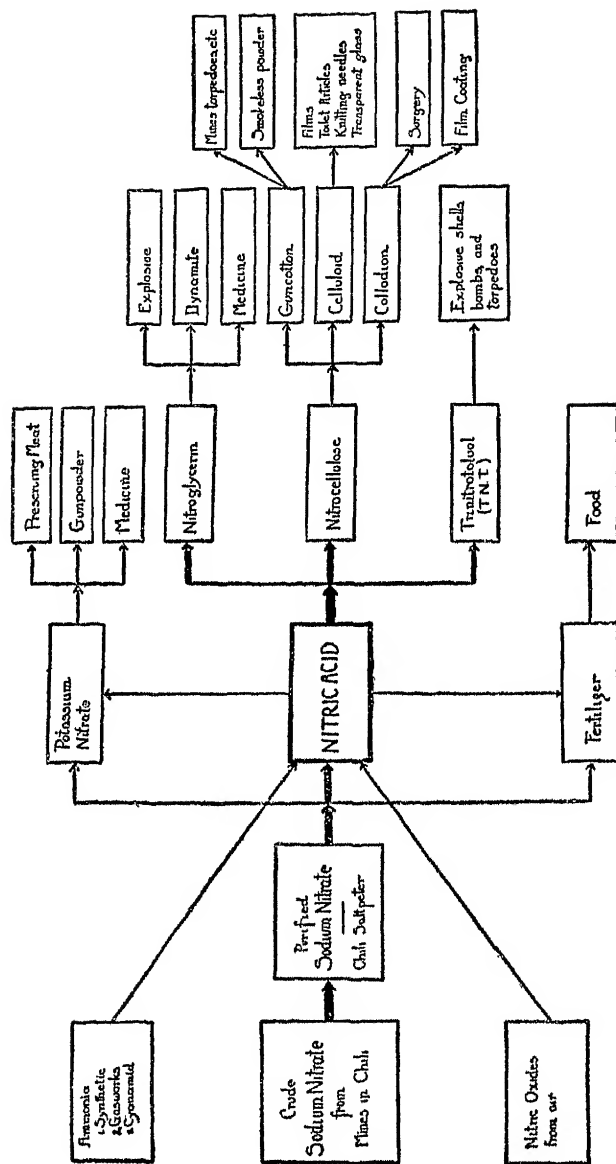 Ammonia
1 Synthetic
2 Gasworks
3 Cyanamid
Crude
Sodium Nitrate
from
Mines in Chili
Nitric Oxides
from air
Purified
Sodium Nitrate
Chili Saltpeter
Potassium
Nitrate
NITRIC ACID
Fertilizer
Preserving Meat
Gunpowder
Medicine
Nitroglycerin
Nitrocellulose
Trinitrotoluol
(T.N.T)
Food
Explosive
Dynamite
Medicine
Guncotton
Celluloid
Collodion
Explosive shells
bombs, and
torpedoes
Mines torpedoes, etc
Smokeless powder
Films
Toilet Articles
Knitting needles
Transparent glass
Surgery
Film Coating